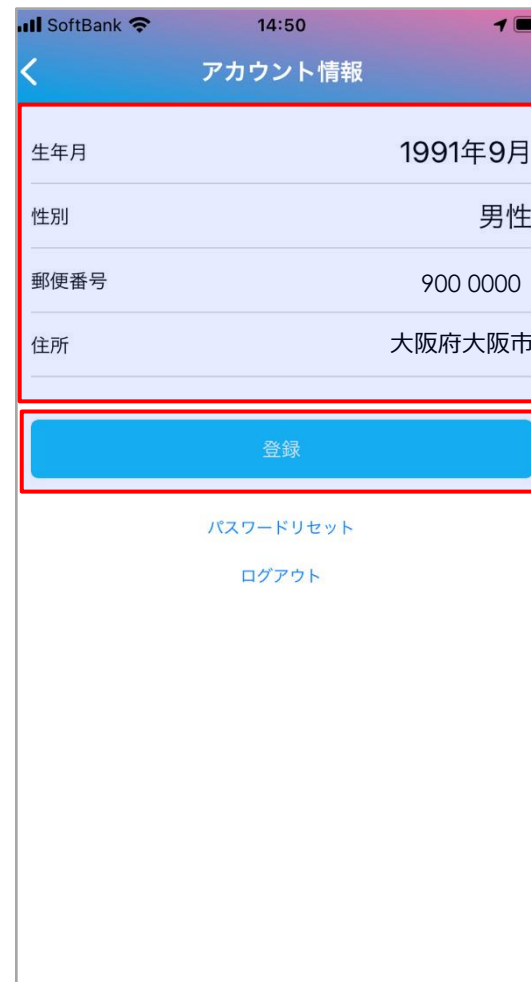 SoftBank 14:50
アカウント情報
生年月 1991年9月
性別 男性
郵便番号 900 0000
住所 大阪府大阪市
登録
パスワードリセット
ログアウト